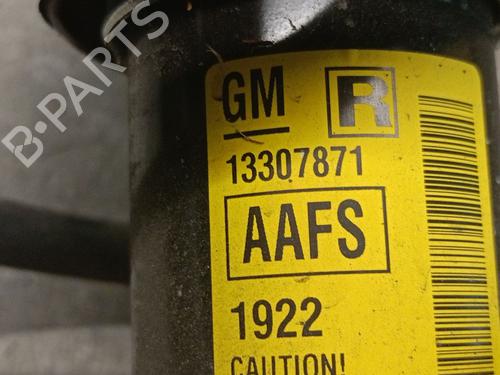 B-PARTS
GM R
13307871
AAFS
1922
CAUTION!